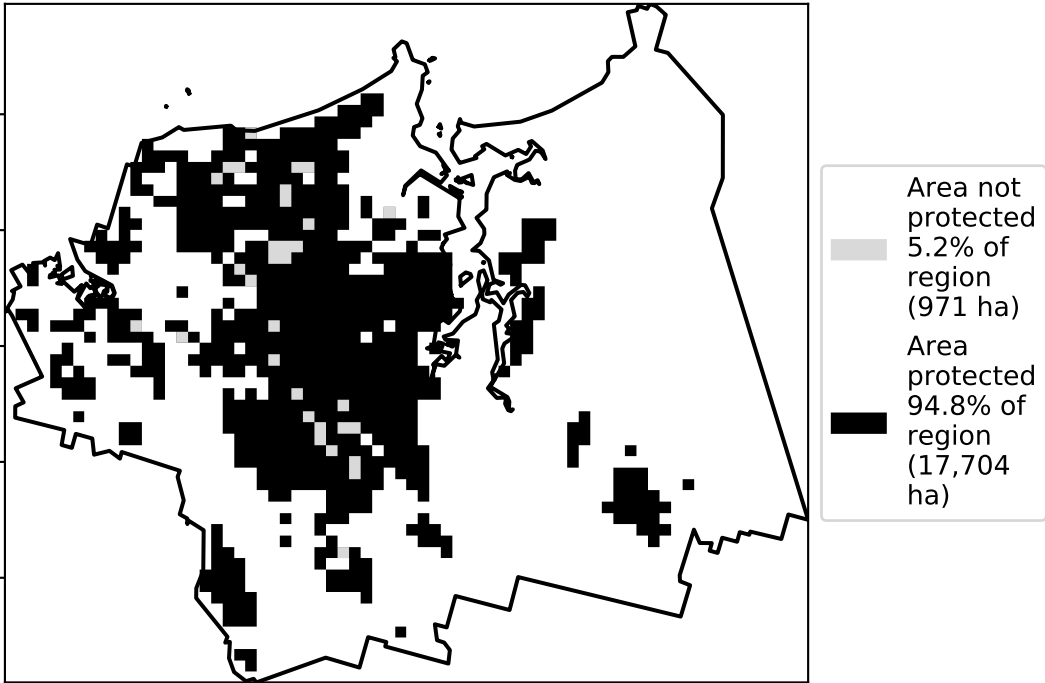 Area not
protected
5.2% of
region
(971 ha)
Area
protected
94.8% of
region
(17,704
ha)